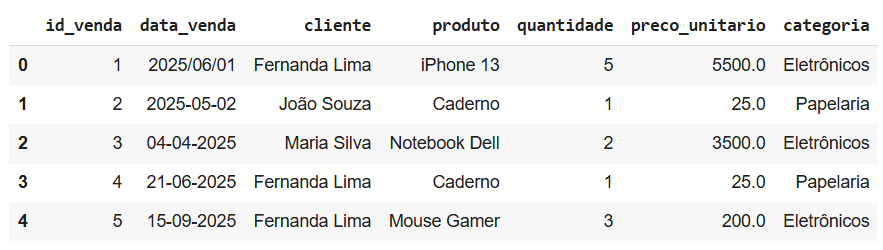 id_venda data_venda cliente produto quantidade preco_unitario categoria
0 1 2025/06/01 Fernanda Lima iPhone 13 5 5500.0 Eletrônicos
1 2 2025-05-02 João Souza Caderno 1 25.0 Papelaria
2 3 04-04-2025 Maria Silva Notebook Dell 2 3500.0 Eletrônicos
3 4 21-06-2025 Fernanda Lima Caderno 1 25.0 Papelaria
4 5 15-09-2025 Fernanda Lima Mouse Gamer 3 200.0 Eletrônicos